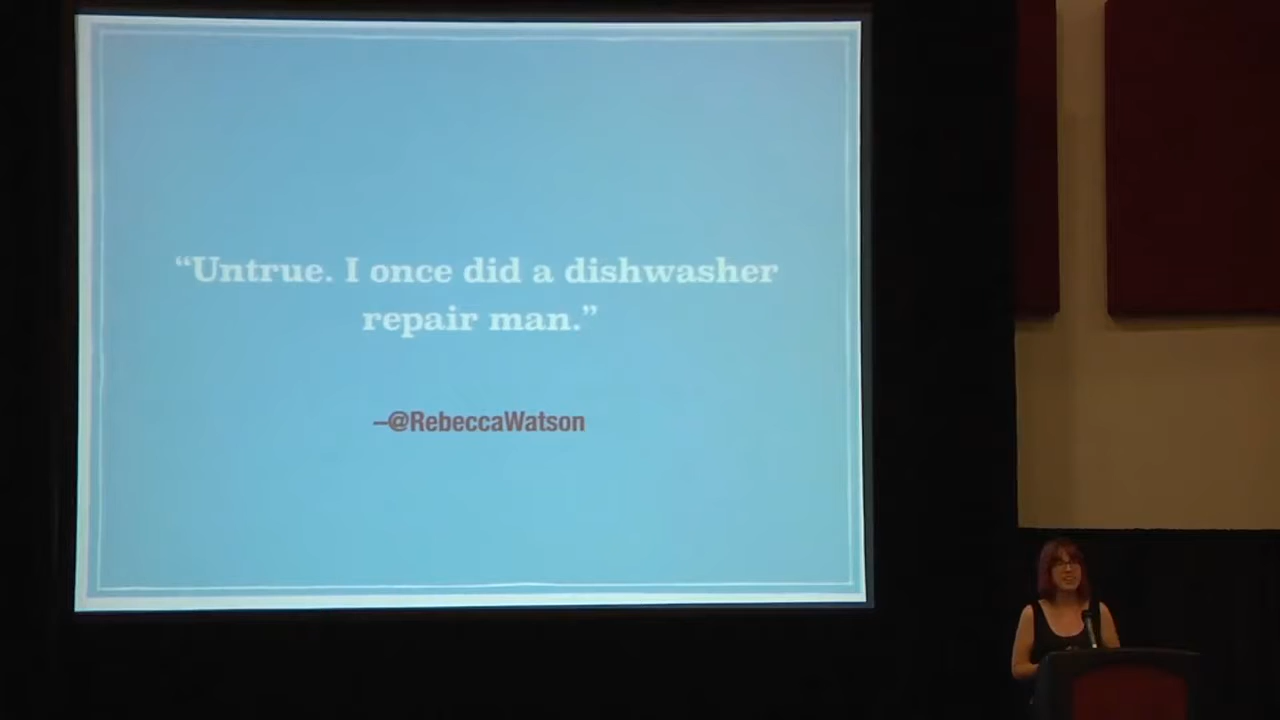 “Untrue. I once did a dishwasher
repair man.”
–@RebeccaWatson